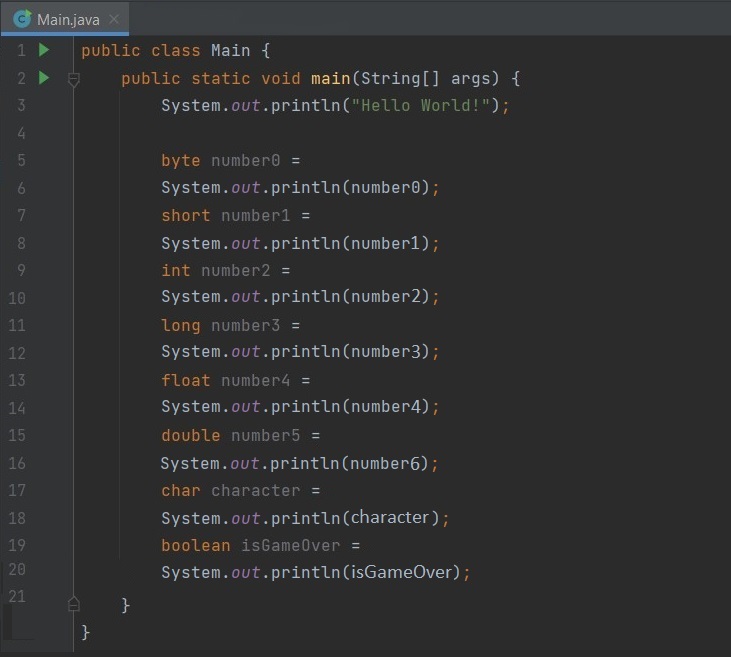 Main.java
1 public class Main {
2 public static void main(String[] args) {
3 System.out.println("Hello World!");
4
5 byte number0 =
6 System.out.println(number0);
7 short number1 =
8 System.out.println(number1);
9 int number2 =
10 System.out.println(number2);
11 long number3 =
12 System.out.println(number3);
13 float number4 =
14 System.out.println(number4);
15 double number5 =
16 System.out.println(number6);
17 char character =
18 System.out.println(character);
19 boolean isGameOver =
20 System.out.println(isGameOver);
21 }
}